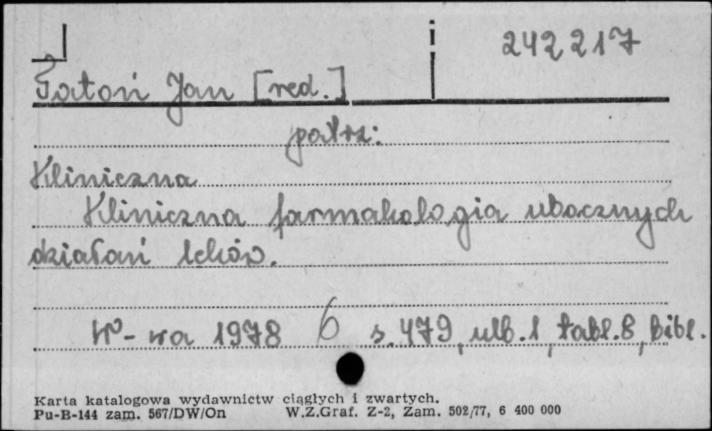 242217
Tatoń Jan [red.]
patrz:
Kliniczna
Kliniczna farmakologia ubocznych
działań leków.
W-wa 1978 6 s. 479, ulb. 1, tabl. 8, bibl.
Karta katalogowa wydawnictw ciągłych i zwartych.
Pu-B-144 zam. 567/DW/On W.Z.Graf. Z-2, Zam. 502/77, 6 400 000